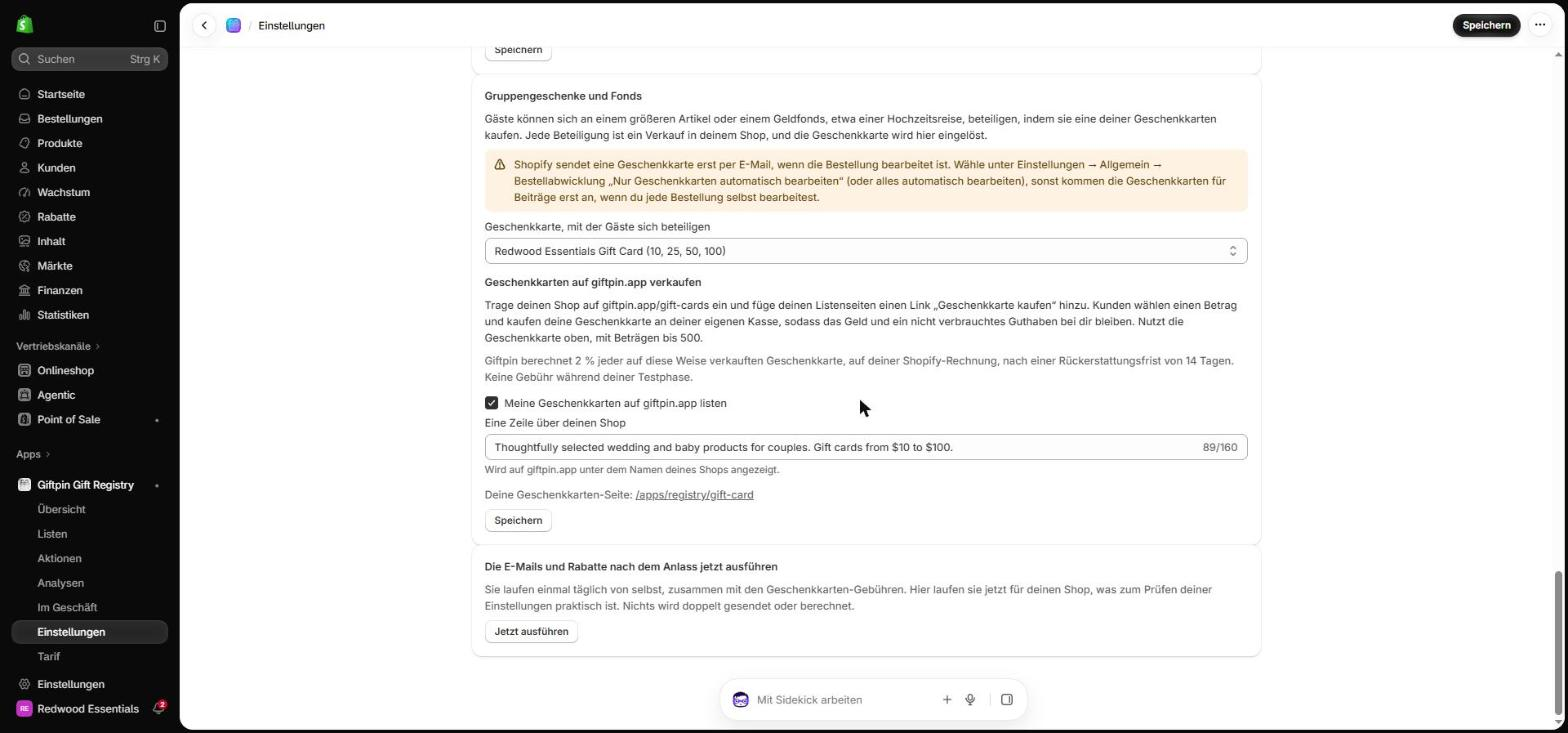 Suchen Strg K
Startseite
Bestellungen
Produkte
Kunden
Wachstum
Rabatte
Inhalt
Märkte
Finanzen
Statistiken
Vertriebskanäle
Onlineshop
Agentic
Point of Sale
Apps
Giftpin Gift Registry
Übersicht
Listen
Aktionen
Analysen
Im Geschäft
Einstellungen
Tarif
Einstellungen
RE Redwood Essentials 2
/ Einstellungen
Speichern
Speichern
Gruppengeschenke und Fonds
Gäste können sich an einem größeren Artikel oder einem Geldfonds, etwa einer Hochzeitsreise, beteiligen, indem sie eine deiner Geschenkkarten
kaufen. Jede Beteiligung ist ein Verkauf in deinem Shop, und die Geschenkkarte wird hier eingelöst.
Shopify sendet eine Geschenkkarte erst per E-Mail, wenn die Bestellung bearbeitet ist. Wähle unter Einstellungen → Allgemein →
Bestellabwicklung „Nur Geschenkkarten automatisch bearbeiten“ (oder alles automatisch bearbeiten), sonst kommen die Geschenkkarten für
Beiträge erst an, wenn du jede Bestellung selbst bearbeitest.
Geschenkkarte, mit der Gäste sich beteiligen
Redwood Essentials Gift Card (10, 25, 50, 100)
Geschenkkarten auf giftpin.app verkaufen
Trage deinen Shop auf giftpin.app/gift-cards ein und füge deinen Listenseiten einen Link „Geschenkkarte kaufen“ hinzu. Kunden wählen einen Betrag
und kaufen deine Geschenkkarte an deiner eigenen Kasse, sodass das Geld und ein nicht verbrauchtes Guthaben bei dir bleiben. Nutzt die
Geschenkkarte oben, mit Beträgen bis 500.
Giftpin berechnet 2 % jeder auf diese Weise verkauften Geschenkkarte, auf deiner Shopify-Rechnung, nach einer Rückerstattungsfrist von 14 Tagen.
Keine Gebühr während deiner Testphase.
Meine Geschenkkarten auf giftpin.app listen
Eine Zeile über deinen Shop
Thoughtfully selected wedding and baby products for couples. Gift cards from $10 to $100. 89/160
Wird auf giftpin.app unter dem Namen deines Shops angezeigt.
Deine Geschenkkarten-Seite: /apps/registry/gift-card
Speichern
Die E-Mails und Rabatte nach dem Anlass jetzt ausführen
Sie laufen einmal täglich von selbst, zusammen mit den Geschenkkarten-Gebühren. Hier laufen sie jetzt für deinen Shop, was zum Prüfen deiner
Einstellungen praktisch ist. Nichts wird doppelt gesendet oder berechnet.
Jetzt ausführen
Mit Sidekick arbeiten